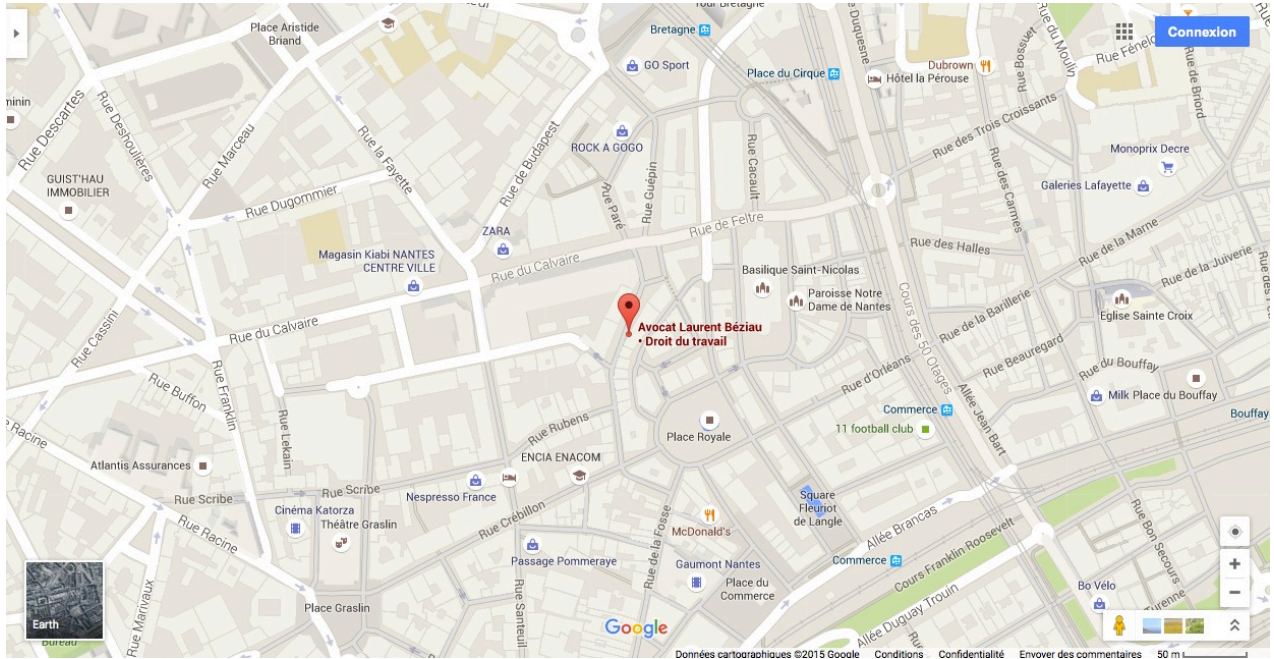 Tour Bretagne
Place Aristide
Briand
Bretagne
Connexion
Rue Duquesne
Rue du Moulin
Rue Bossuet
Rue Fénelon
Rue de Briord
GO Sport
Place du Cirque
Dubrown
Hôtel la Pérouse
Rue Descartes
Rue Deshoulières
Rue Marceau
Rue la Fayette
Rue de Budapest
ROCK A GOGO
Rue Cacault
Rue des Trois Croissants
Monoprix Decre
Galeries Lafayette
GUIST'HAU
IMMOBILIER
Rue Dugommier
Rue Paré
Rue Guépin
Rue des Carmes
ZARA
Rue de Feltre
Rue des Halles
Rue de la Marne
Rue de la Juiverie
Magasin Kiabi NANTES
CENTRE VILLE
Rue du Calvaire
Basilique Saint-Nicolas
Paroisse Notre
Dame de Nantes
Cours des 50 Otages
Rue de la Barillerie
Eglise Sainte Croix
Rue Cassini
Rue du Calvaire
Avocat Laurent Béziau
• Droit du travail
Rue Beauregard
Rue du Bouffay
Rue Buffon
Rue Franklin
Rue Lekain
Rue d'Orléans
Allée Jean Bart
Milk
Place du Bouffay
Commerce
Bouffay
Rue Rubens
Place Royale
11 football club
Racine
Atlantis Assurances
ENCIA ENACOM
Rue Scribe
Rue Scribe
Nespresso France
Rue Crébillon
Square
Fleuriot
de Langle
Cinéma Katorza
Théâtre Graslin
Rue Racine
McDonald's
Rue de la Fosse
Allée Brancas
Rue Bon Secours
Passage Pommeraye
Gaumont Nantes
Commerce
Cours Franklin Roosevelt
Place du
Commerce
Bo Vélo
Turenne
Earth
Rue Marivaux
Place Graslin
Rue Santeuil
Google
Allée Duguay Trouin
Bureau
Données cartographiques ©2015 Google Conditions Confidentialité Envoyer des commentaires 50 m